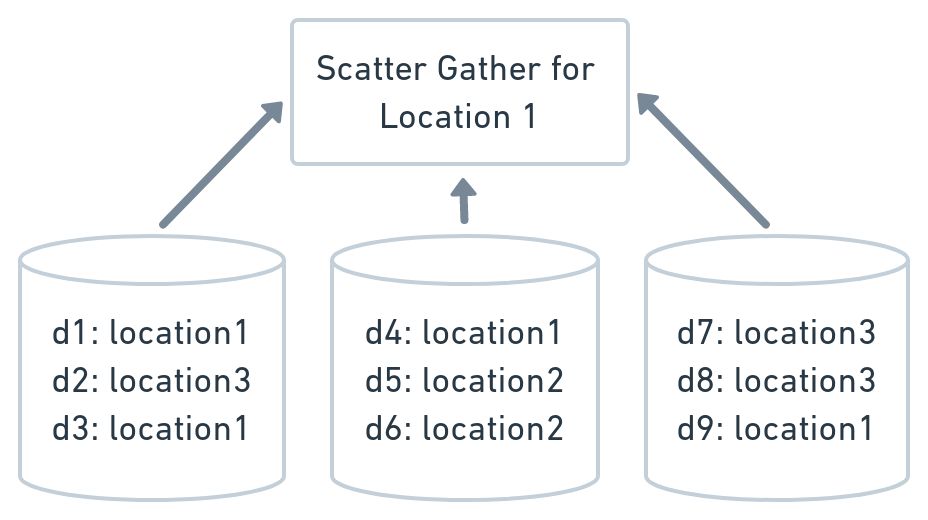 Scatter Gather for
Location 1
d1: location1
d2: location3
d3: location1
d4: location1
d5: location2
d6: location2
d7: location3
d8: location3
d9: location1